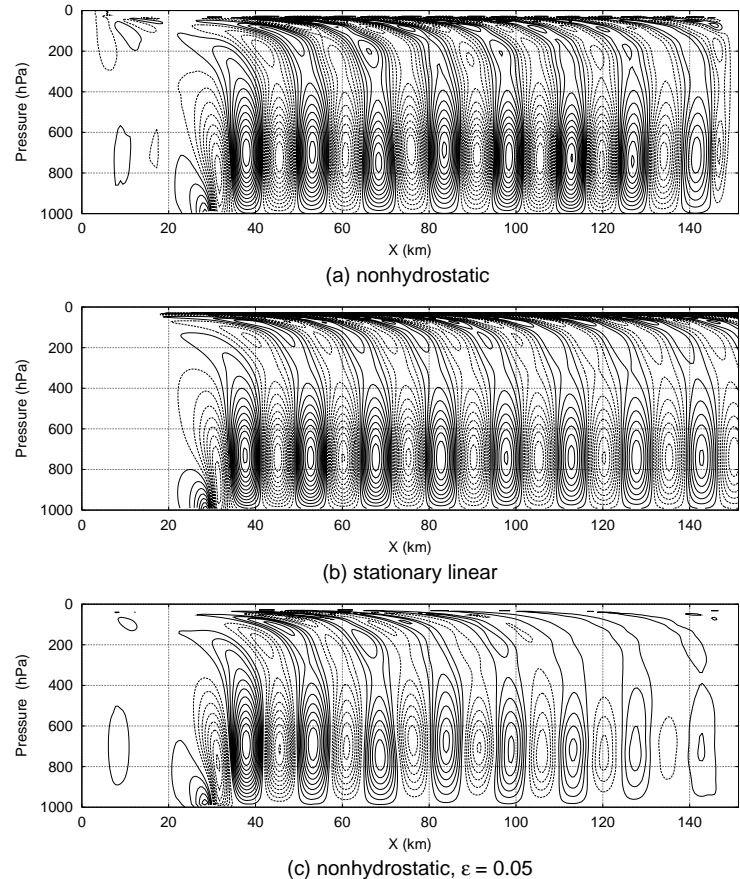 0
200
400
600
800
1000
Pressure (hPa)
0 20 40 60 80 100 120 140
X (km)
(a) nonhydrostatic
0
200
400
600
800
1000
Pressure (hPa)
0 20 40 60 80 100 120 140
X (km)
(b) stationary linear
0
200
400
600
800
1000
Pressure (hPa)
0 20 40 60 80 100 120 140
X (km)
(c) nonhydrostatic, ε = 0.05